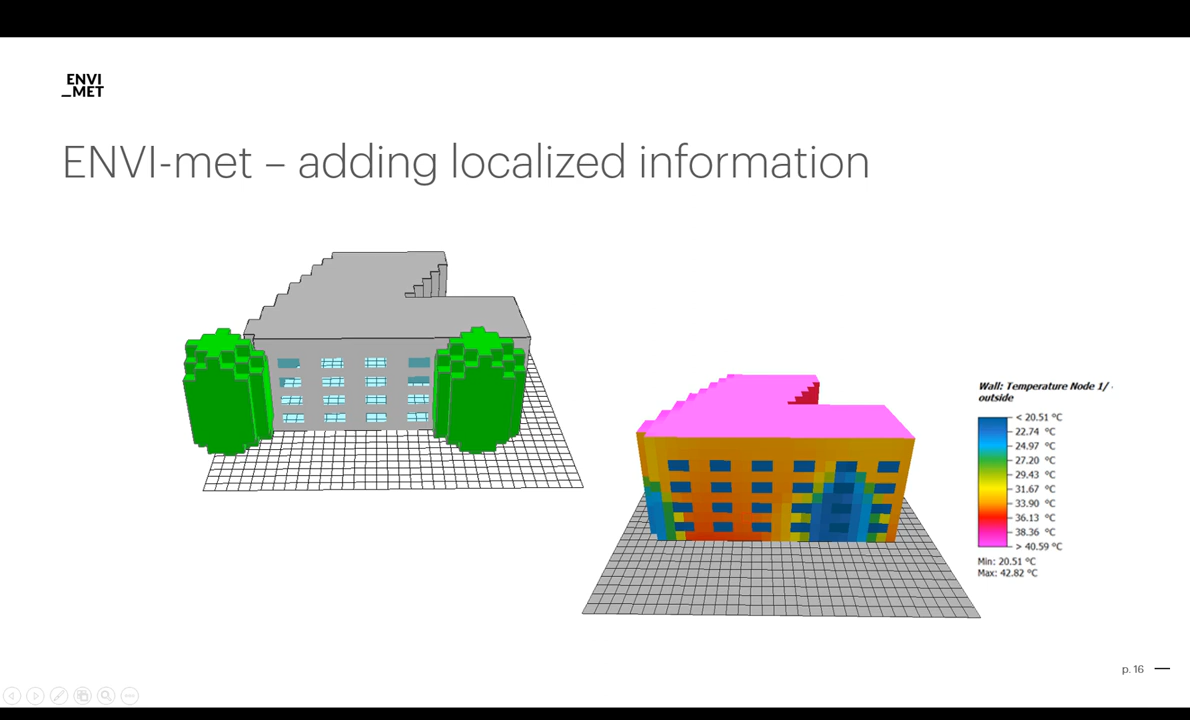 ENVI
_MET
ENVI-met – adding localized information
Wall: Temperature Node 1/
outside
< 20.51 °C
22.74 °C
24.97 °C
27.20 °C
29.43 °C
31.67 °C
33.90 °C
36.13 °C
38.36 °C
> 40.59 °C
Min: 20.51 °C
Max: 42.82 °C
p. 16